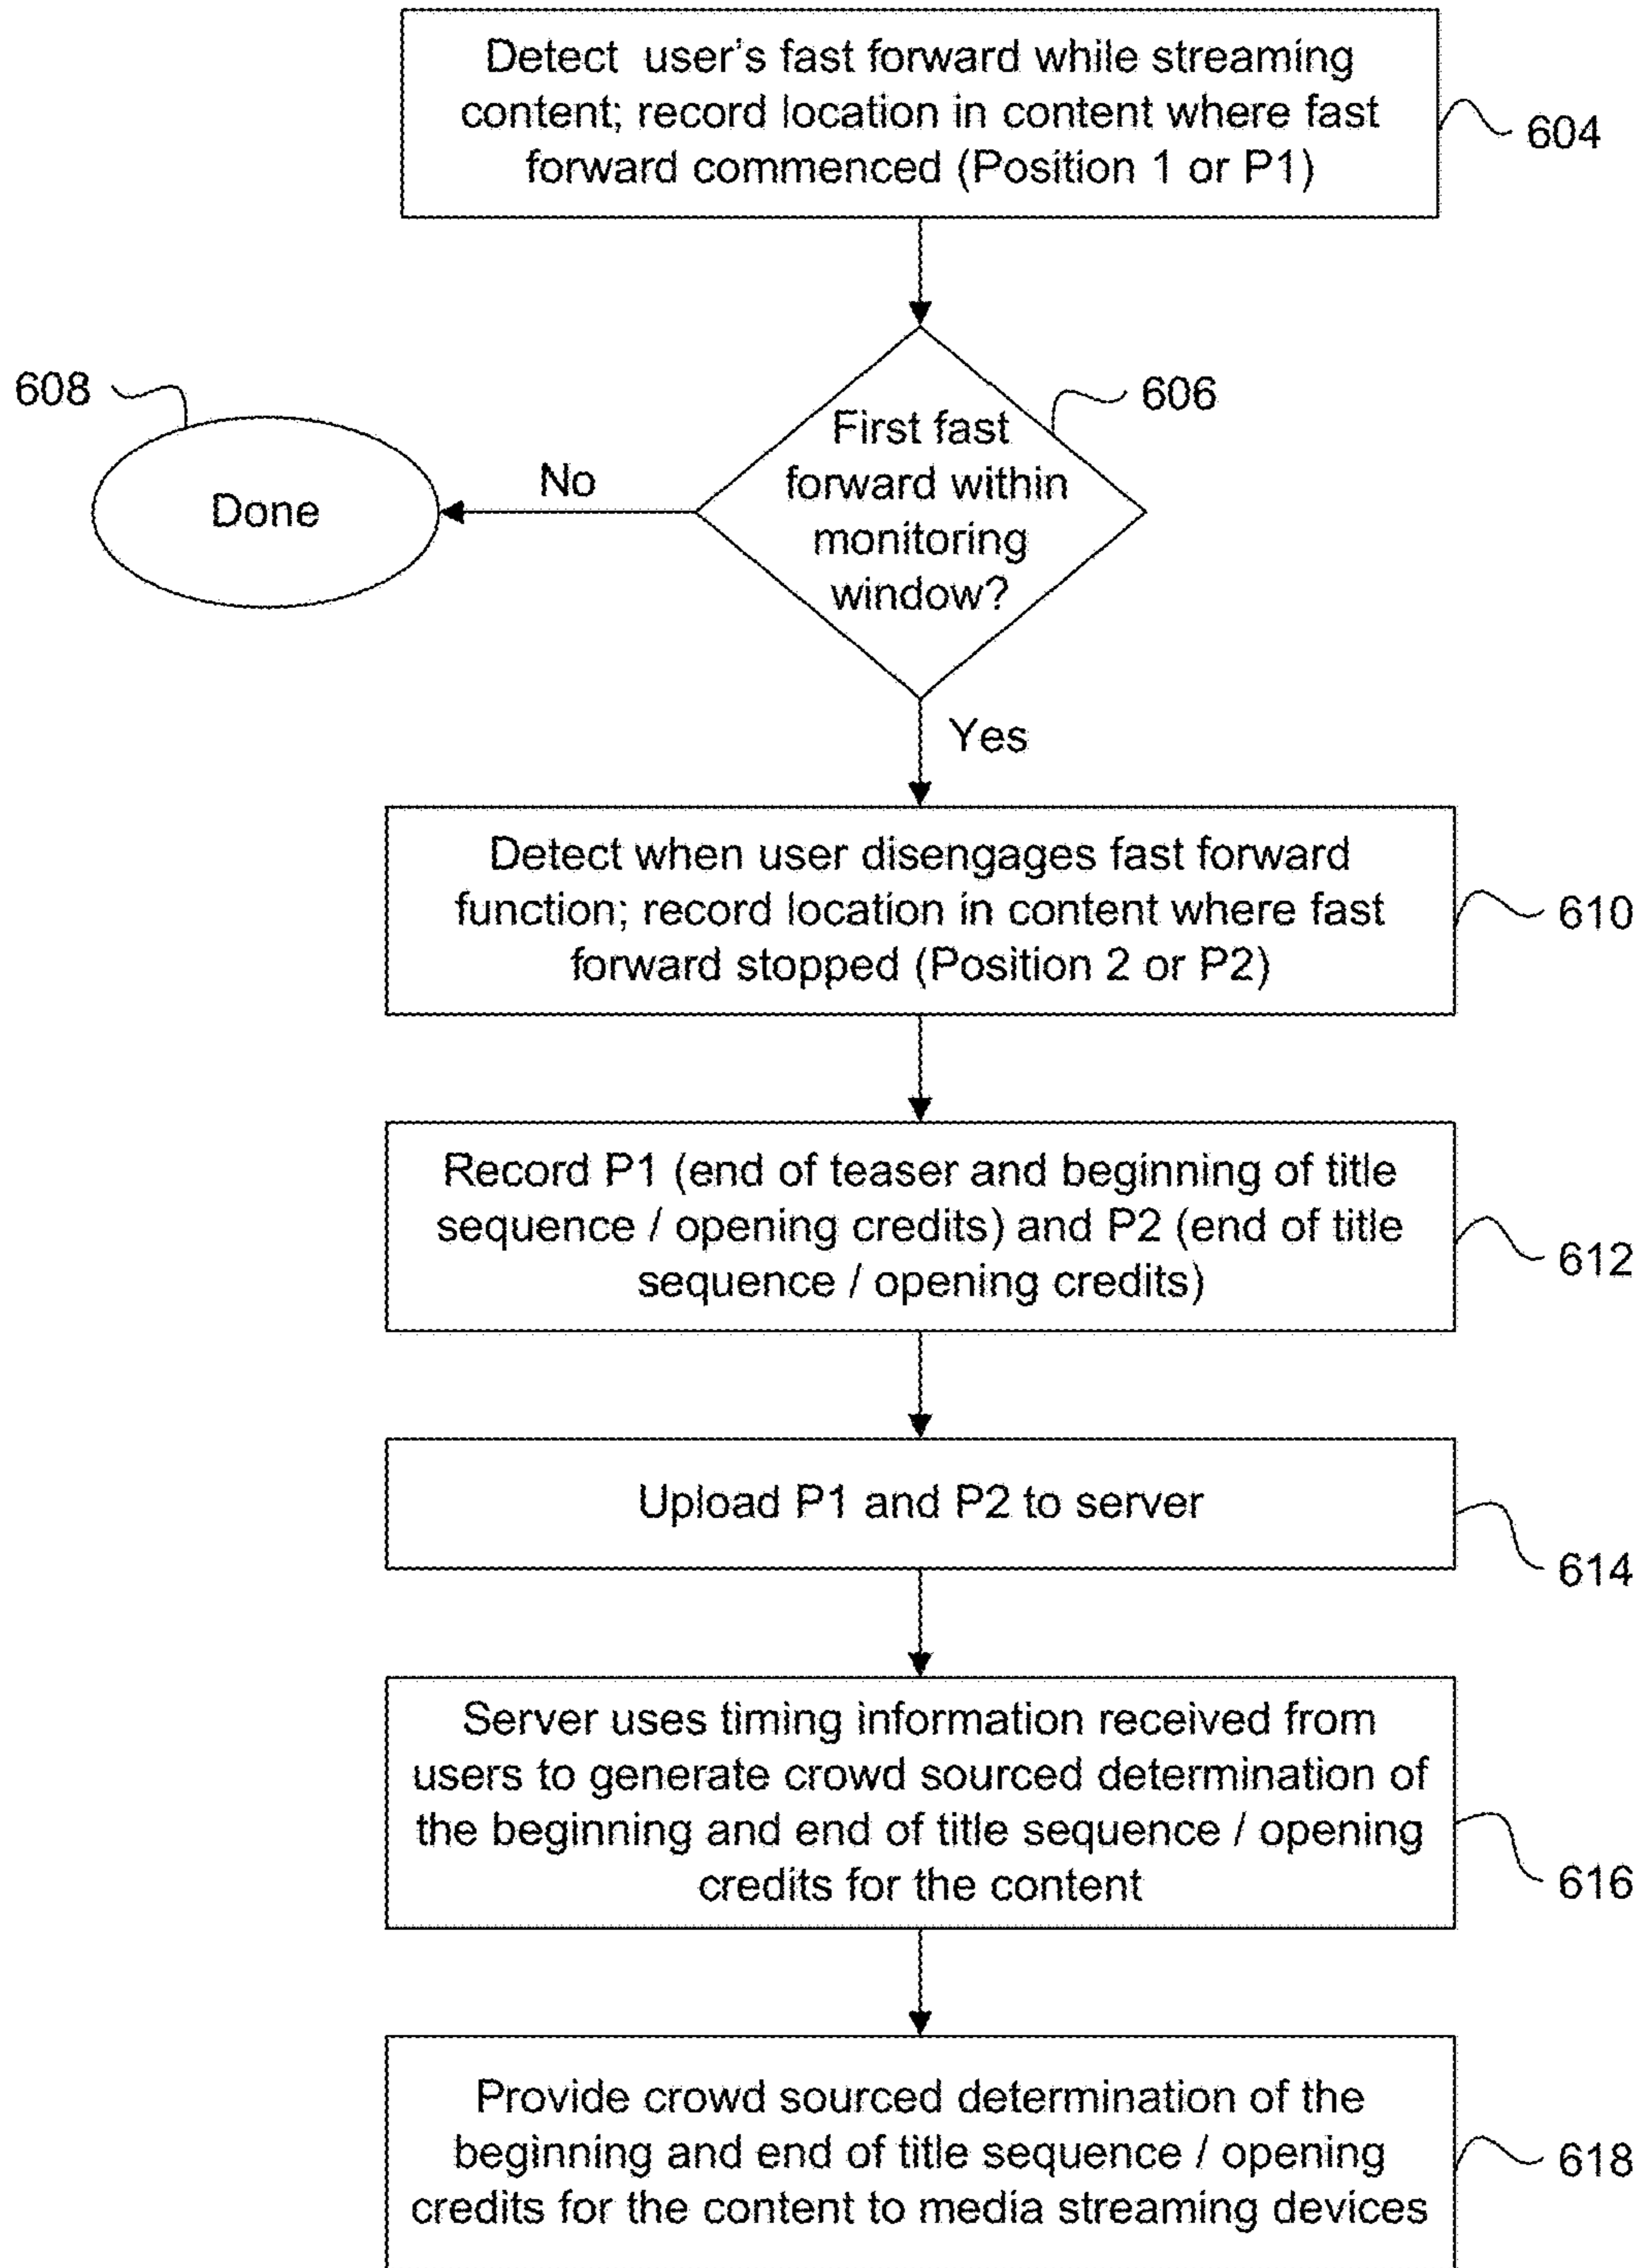 Detect user's fast forward while streaming
content; record location in content where fast
forward commenced (Position 1 or P1)
604
608
606
First fast
forward within
monitoring
window?
No
Done
Yes
Detect when user disengages fast forward
function; record location in content where fast
forward stopped (Position 2 or P2)
610
Record P1 (end of teaser and beginning of title
sequence / opening credits) and P2 (end of title
sequence / opening credits)
612
Upload P1 and P2 to server
614
Server uses timing information received from
users to generate crowd sourced determination of
the beginning and end of title sequence / opening
credits for the content
616
Provide crowd sourced determination of the
beginning and end of title sequence / opening
credits for the content to media streaming devices
618